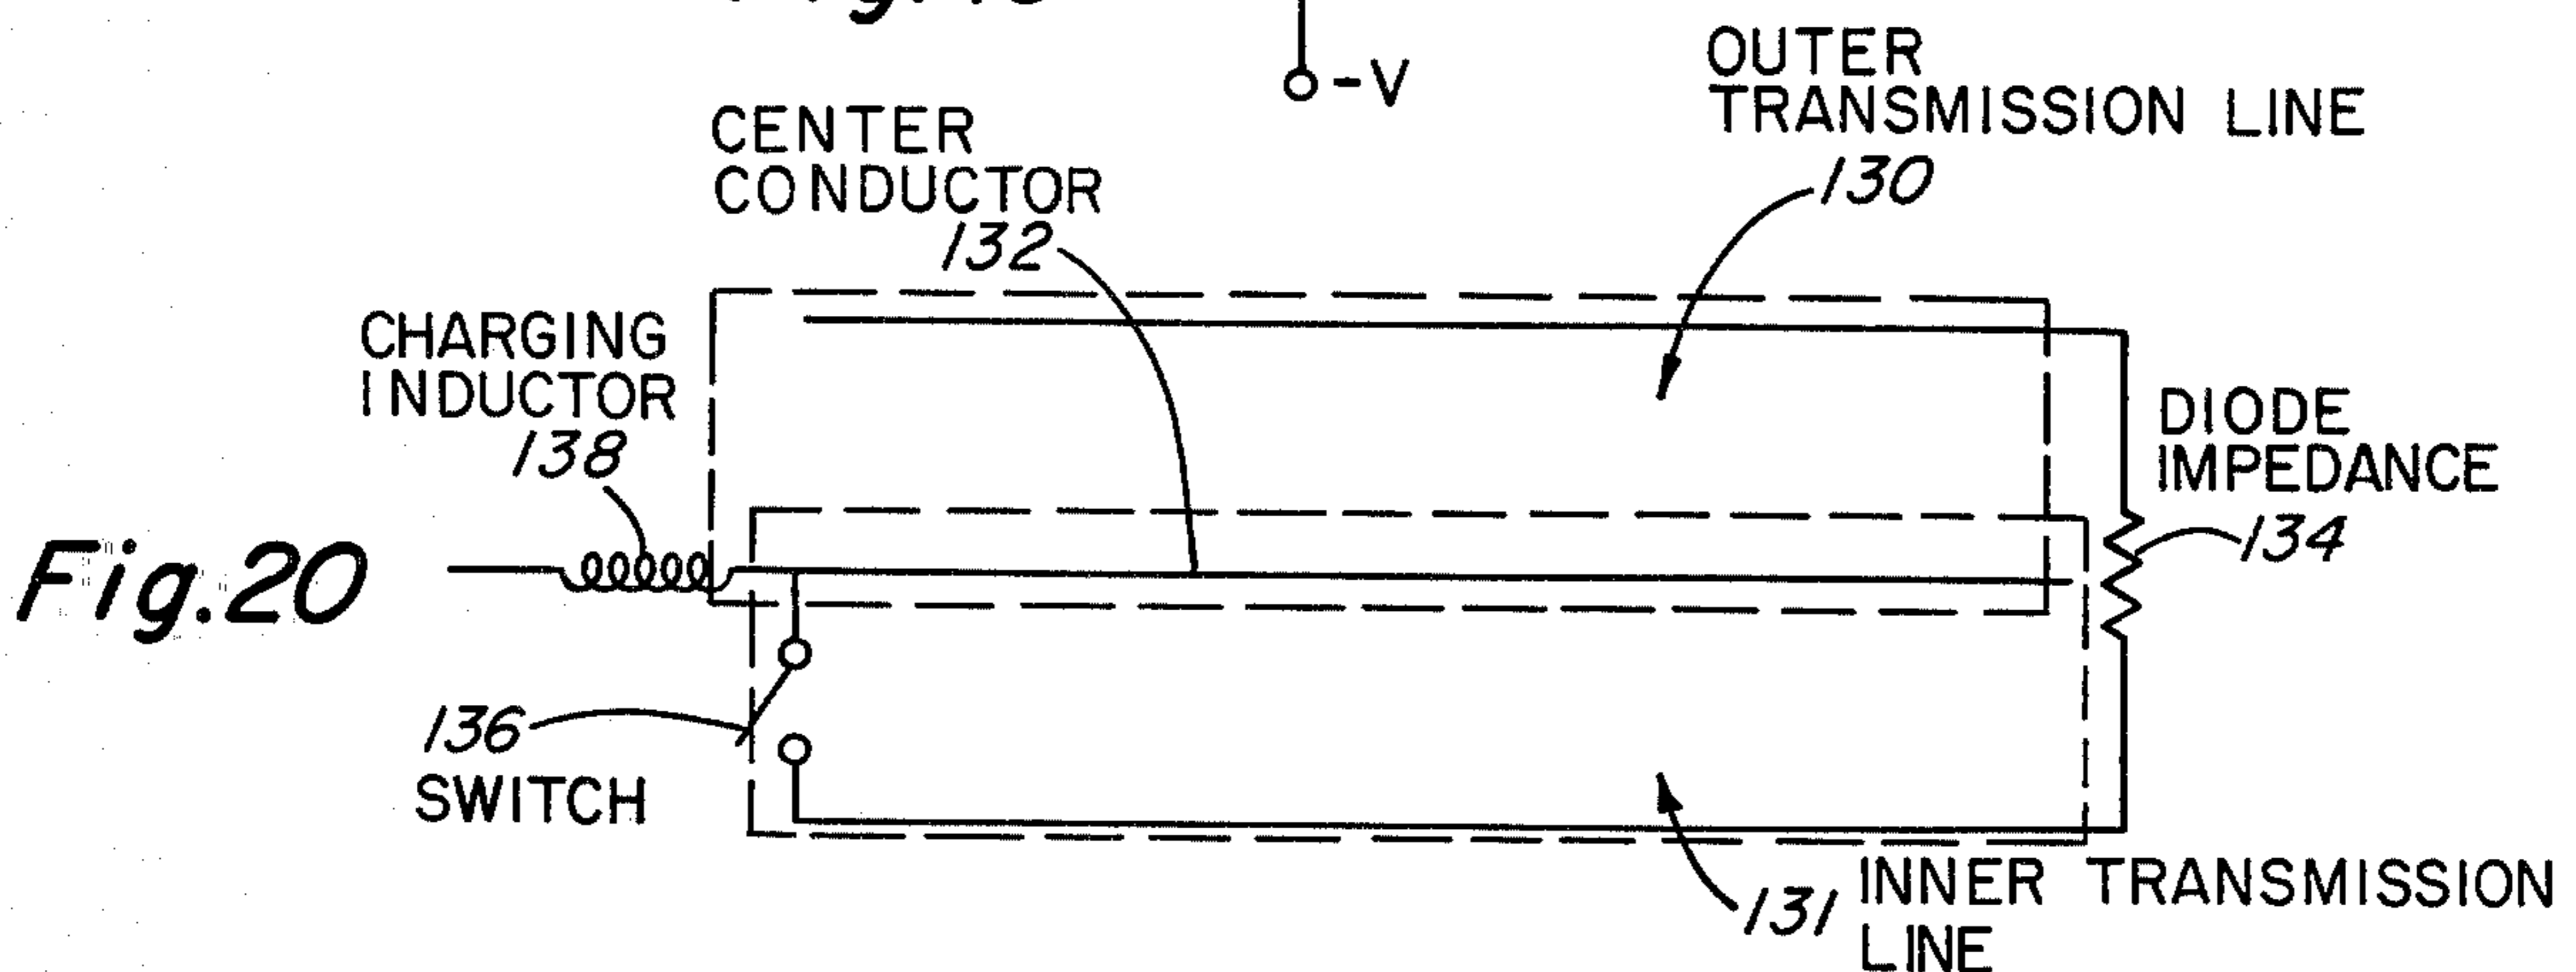 -V
OUTER
TRANSMISSION LINE
130
CENTER
CONDUCTOR
132
CHARGING
INDUCTOR
138
DIODE
IMPEDANCE
134
Fig.20
136
SWITCH
131
INNER TRANSMISSION
LINE